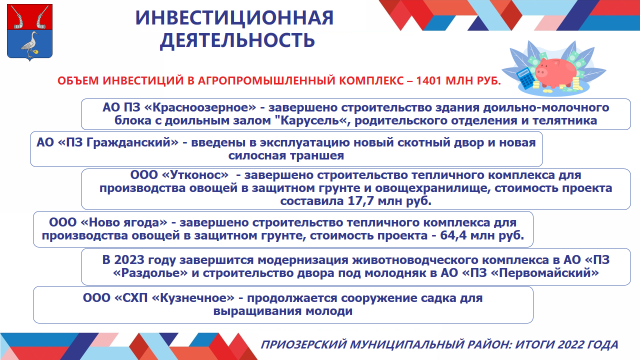 ИНВЕСТИЦИОННАЯ
ДЕЯТЕЛЬНОСТЬ
ОБЪЕМ ИНВЕСТИЦИЙ В АГРОПРОМЫШЛЕННЫЙ КОМПЛЕКС – 1401 МЛН РУБ.
АО ПЗ «Красноозерное» - завершено строительство здания доильно-молочного
блока с доильным залом "Карусель«, родительского отделения и телятника
АО «ПЗ Гражданский» - введены в эксплуатацию новый скотный двор и новая
силосная траншея
ООО «Утконос» - завершено строительство тепличного комплекса для
производства овощей в защитном грунте и овощехранилище, стоимость проекта
составила 17,7 млн руб.
ООО «Ново ягода» - завершено строительство тепличного комплекса для
производства овощей в защитном грунте, стоимость проекта - 64,4 млн руб.
В 2023 году завершится модернизация животноводческого комплекса в АО «ПЗ
«Раздолье» и строительство двора под молодняк в АО «ПЗ «Первомайский»
ООО «СХП «Кузнечное» - продолжается сооружение садка для
выращивания молоди
ПРИОЗЕРСКИЙ МУНИЦИПАЛЬНЫЙ РАЙОН: ИТОГИ 2022 ГОДА